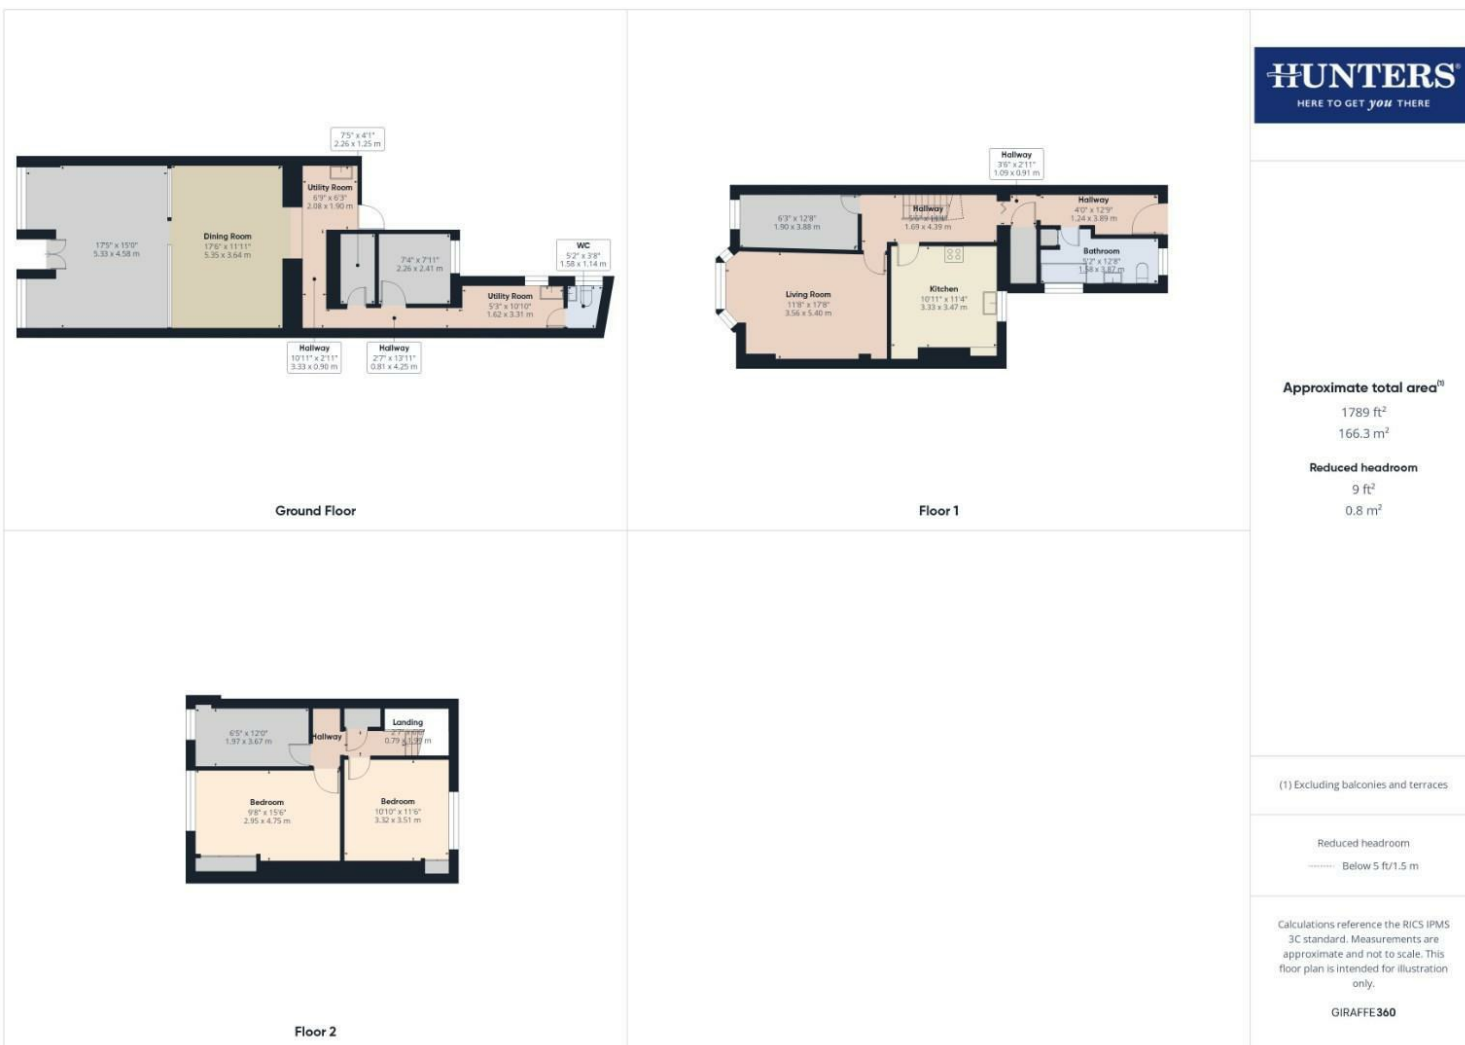 HUNTERS®
HERE TO GET you THERE
7'5" x 4'1"
2.26 x 1.25 m
Utility Room
6'9" x 6'3"
2.08 x 1.90 m
17'5" x 15'0"
5.33 x 4.58 m
Dining Room
17'6" x 11'11"
5.35 x 3.64 m
7'4" x 7'11"
2.26 x 2.41 m
WC
5'2" x 3'8"
1.58 x 1.14 m
Utility Room
5'3" x 10'10"
1.62 x 3.31 m
Hallway
10'11" x 2'11"
3.33 x 0.90 m
Hallway
2'7" x 13'11"
0.81 x 4.25 m
Ground Floor
Hallway
3'6" x 2'11"
1.09 x 0.91 m
6'3" x 12'8"
1.90 x 3.88 m
Hallway
1.69 x 4.39 m
Hallway
4'0" x 12'9"
1.24 x 3.89 m
Bathroom
5'2" x 12'8"
1.58 x 3.87 m
Living Room
11'8" x 17'8"
3.56 x 5.40 m
Kitchen
10'11" x 11'4"
3.33 x 3.47 m
Floor 1
6'5" x 12'0"
1.97 x 3.67 m
Hallway
Landing
Bedroom
9'8" x 15'6"
2.95 x 4.75 m
Bedroom
10'10" x 11'6"
3.32 x 3.51 m
Floor 2
Approximate total area(1)
1789 ft²
166.3 m²
Reduced headroom
9 ft²
0.8 m²
(1) Excluding balconies and terraces
Reduced headroom
Below 5 ft/1.5 m
Calculations reference the RICS IPMS
3C standard. Measurements are
approximate and not to scale. This
floor plan is intended for illustration
only.
GIRAFFE360